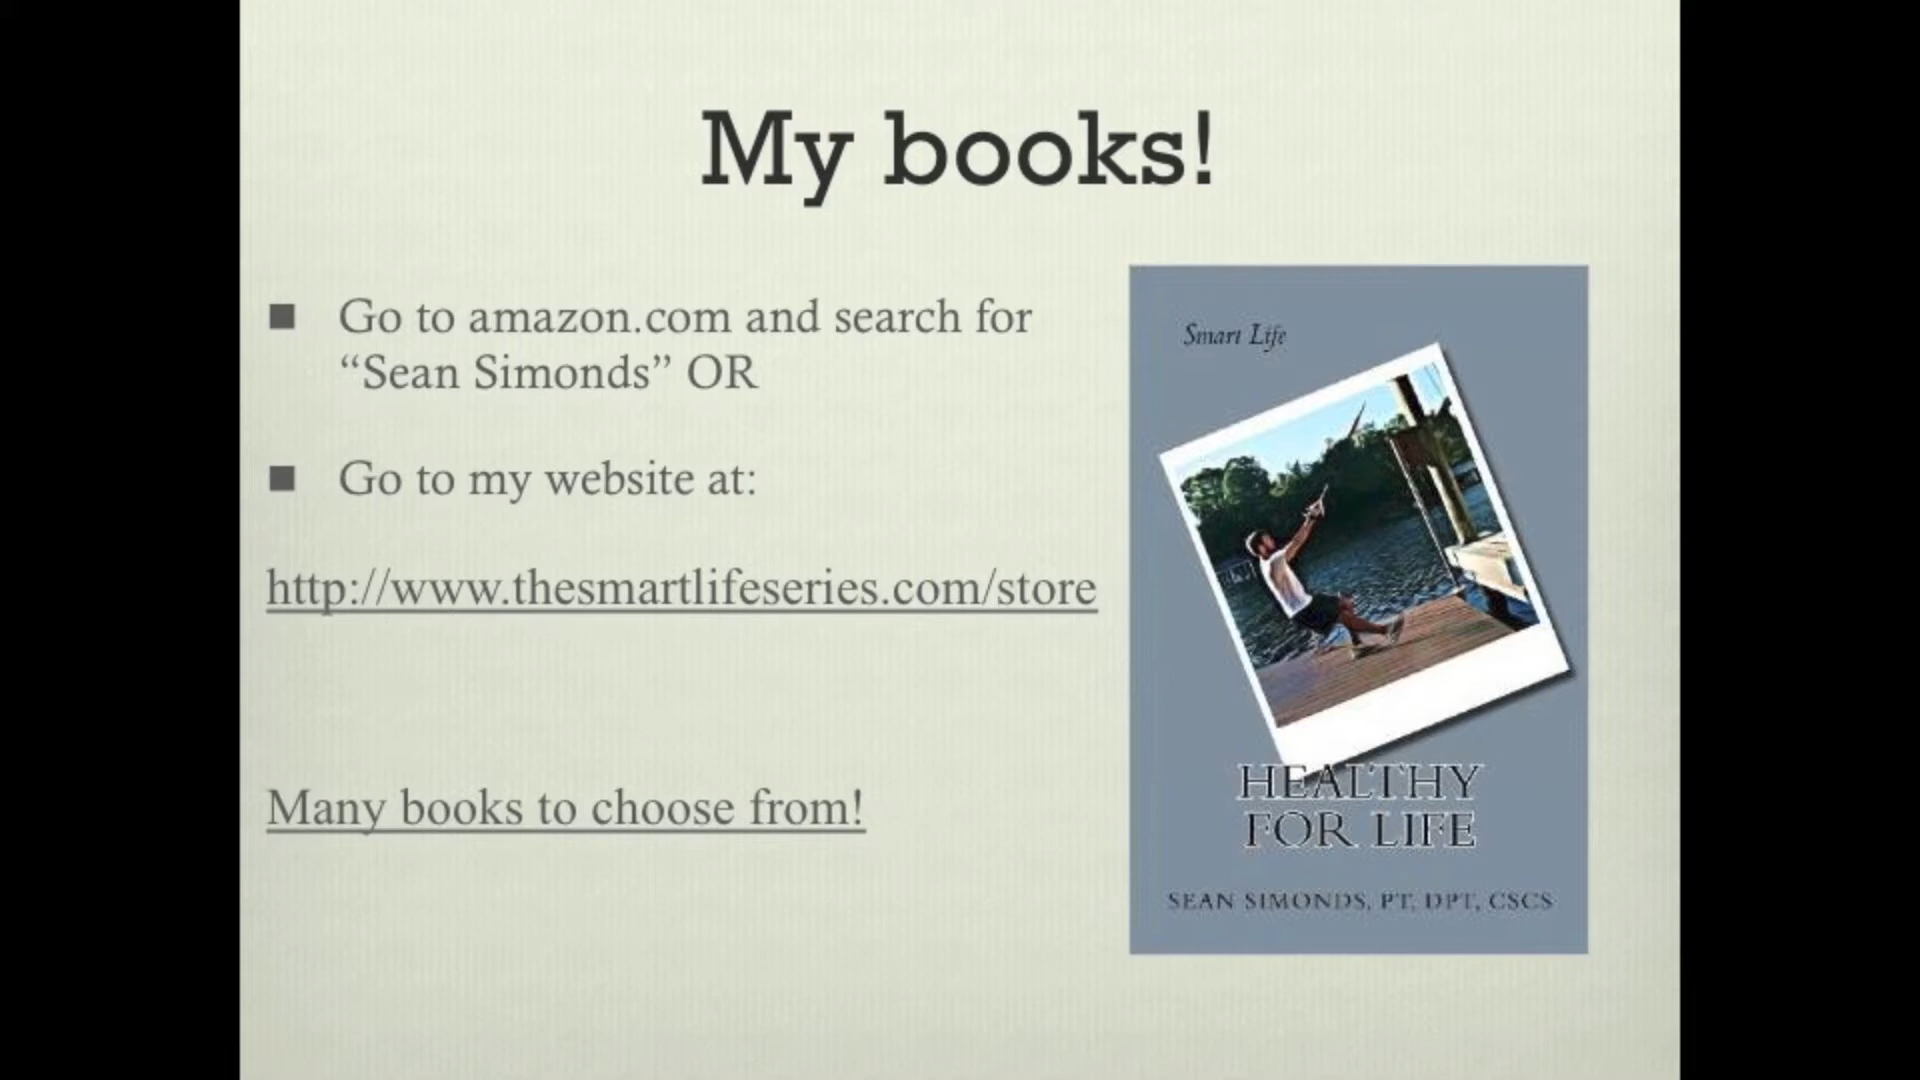 My books!
Go to amazon.com and search for
“Sean Simonds” OR
Go to my website at:
http://www.thesmartlifeseries.com/store
Many books to choose from!
Smart Life
HEALTHY
FOR LIFE
SEAN SIMONDS, PT, DPT, CSCS